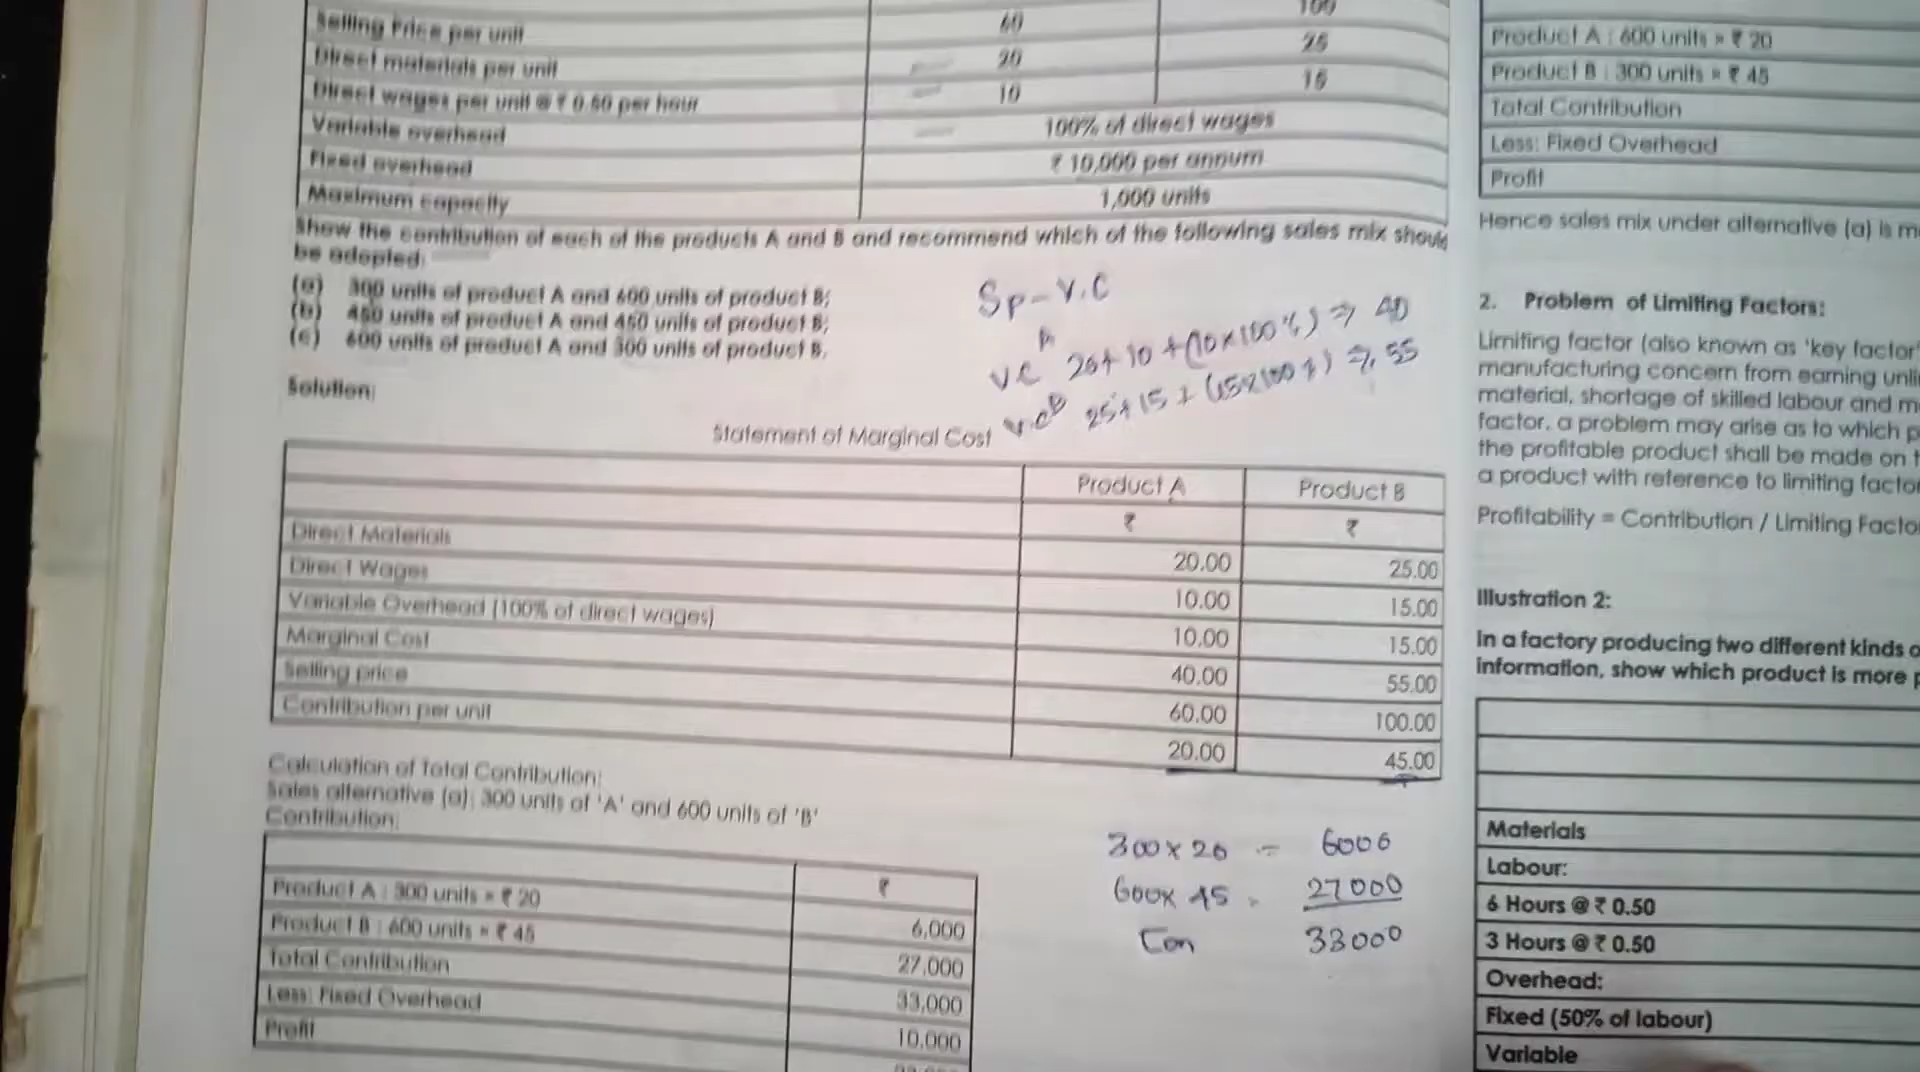 Selling Price per unit 60 100
Direct materials per unit 20 25
Direct wages per unit @ ₹ 0.50 per hour 10 15
Variable overhead 100% of direct wages
Fixed overhead ₹ 10,000 per annum
Maximum capacity 1,000 units
Show the contribution of each of the products A and B and recommend which of the following sales mix should
be adopted:
(a) 300 units of product A and 600 units of product B;
(b) 450 units of product A and 450 units of product B;
(c) 600 units of product A and 300 units of product B.
Sp - V.C
VC A 20+10+(10x100%) ⇒ 40
V.C B 25+15+(15x100%) ⇒ 55
Solution:
Statement of Marginal Cost
Product A Product B
₹ ₹
Direct Materials 20.00 25.00
Direct Wages 10.00 15.00
Variable Overhead (100% of direct wages) 10.00 15.00
Marginal Cost 40.00 55.00
Selling price 60.00 100.00
Contribution per unit 20.00 45.00
Calculation of Total Contribution:
Sales alternative (a): 300 units of 'A' and 600 units of 'B'
Contribution:
₹
Product A : 300 units × ₹ 20 6,000
Product B : 600 units × ₹ 45 27,000
Total Contribution 33,000
Less: Fixed Overhead 10,000
Profit
300 x 20 = 6000
600 x 45 = 27000
Con 33000
Product A : 600 units × ₹ 20
Product B : 300 units × ₹ 45
Total Contribution
Less: Fixed Overhead
Profit
Hence sales mix under alternative (a) is
2. Problem of Limiting Factors:
Limiting factor (also known as 'key factor'
manufacturing concern from earning
material, shortage of skilled labour and
factor, a problem may arise as to which
the profitable product shall be made on
a product with reference to limiting
Profitability = Contribution / Limiting
Illustration 2:
In a factory producing two different kinds
information, show which product is more
Materials
Labour:
6 Hours @ ₹ 0.50
3 Hours @ ₹ 0.50
Overhead:
Fixed (50% of labour)
Variable